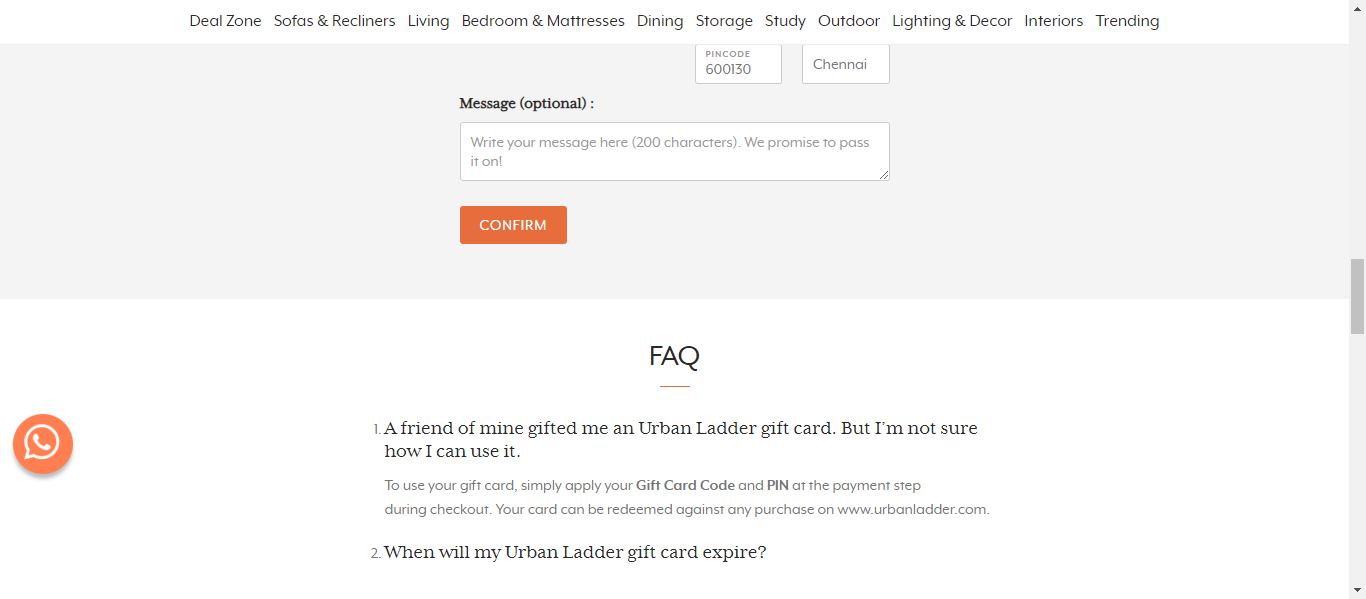 Deal Zone Sofas & Recliners Living Bedroom & Mattresses Dining Storage Study Outdoor Lighting & Decor Interiors Trending
PINCODE
600130
Chennai
Message (optional) :
Write your message here (200 characters). We promise to pass
it on!
CONFIRM
FAQ
1. A friend of mine gifted me an Urban Ladder gift card. But I'm not sure
how I can use it.
To use your gift card, simply apply your Gift Card Code and PIN at the payment step
during checkout. Your card can be redeemed against any purchase on www.urbanladder.com.
2. When will my Urban Ladder gift card expire?